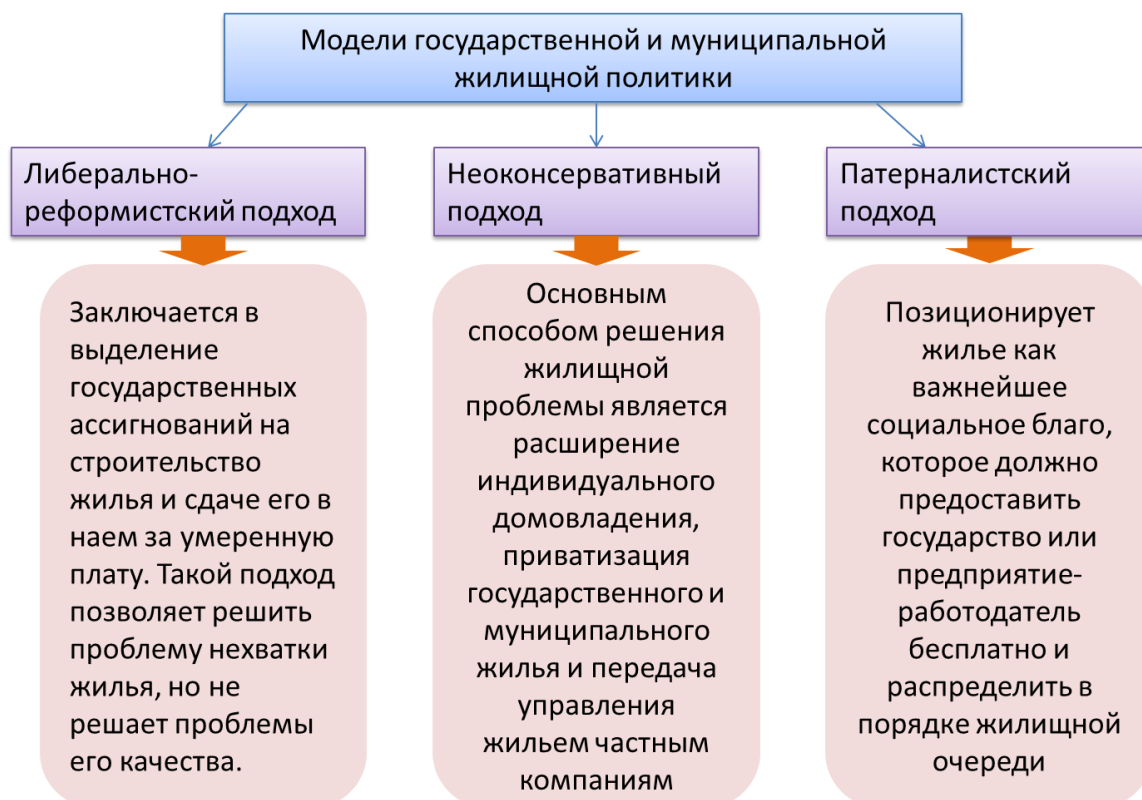 Модели государственной и муниципальной
жилищной политики
Либерально-
реформистский подход
Неоконсервативный
подход
Патерналистский
подход
Заключается в
выделение
государственных
ассигнований на
строительство
жилья и сдаче его в
наем за умеренную
плату. Такой подход
позволяет решить
проблему нехватки
жилья, но не
решает проблемы
его качества.
Основным
способом решения
жилищной
проблемы является
расширение
индивидуального
домовладения,
приватизация
государственного и
муниципального
жилья и передача
управления
жильем частным
компаниям
Позиционирует
жилье как
важнейшее
социальное благо,
которое должно
предоставить
государство или
предприятие-
работодатель
бесплатно и
распределить в
порядке жилищной
очереди